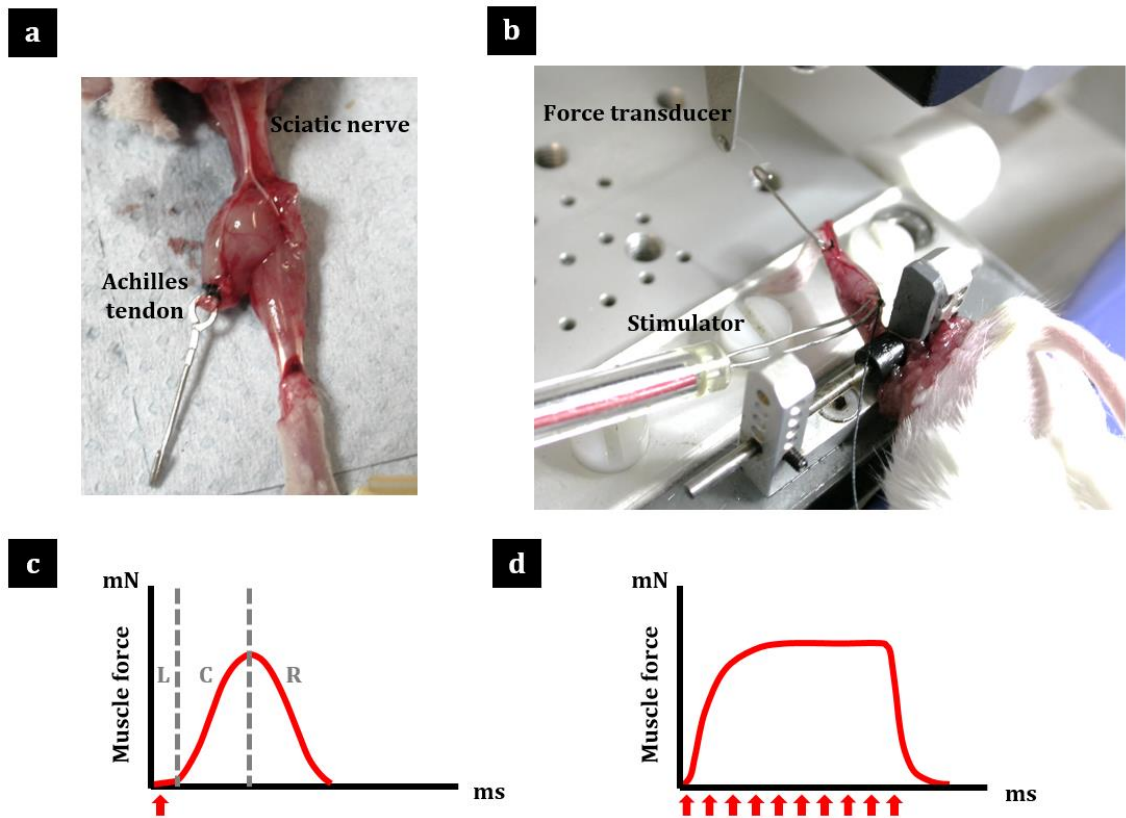 a
Sciatic nerve
Achilles
tendon
b
Force transducer
Stimulator
c
mN
Muscle force
L
C
R
ms
d
mN
Muscle force
ms